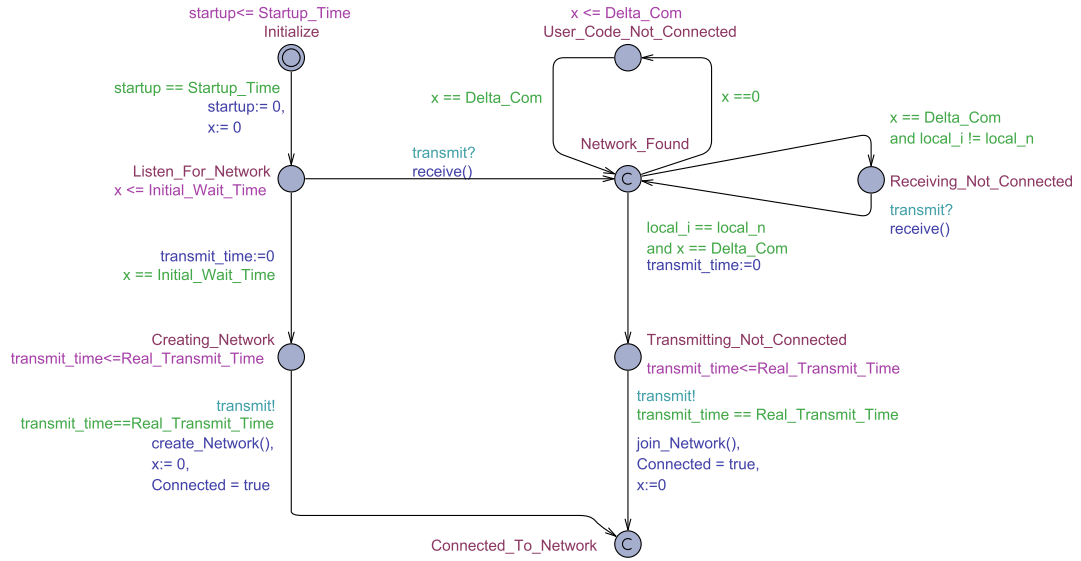 startup<= Startup_Time
Initialize
x <= Delta_Com
User_Code_Not_Connected
startup == Startup_Time
startup:= 0,
x:= 0
x == Delta_Com
x ==0
x == Delta_Com
and local_i != local_n
Network_Found
C
transmit?
receive()
Listen_For_Network
x <= Initial_Wait_Time
Receiving_Not_Connected
transmit?
receive()
local_i == local_n
and x == Delta_Com
transmit_time:=0
transmit_time:=0
x == Initial_Wait_Time
Creating_Network
transmit_time<=Real_Transmit_Time
Transmitting_Not_Connected
transmit_time<=Real_Transmit_Time
transmit!
transmit_time==Real_Transmit_Time
create_Network(),
x:= 0,
Connected = true
transmit!
transmit_time == Real_Transmit_Time
join_Network(),
Connected = true,
x:=0
Connected_To_Network
C